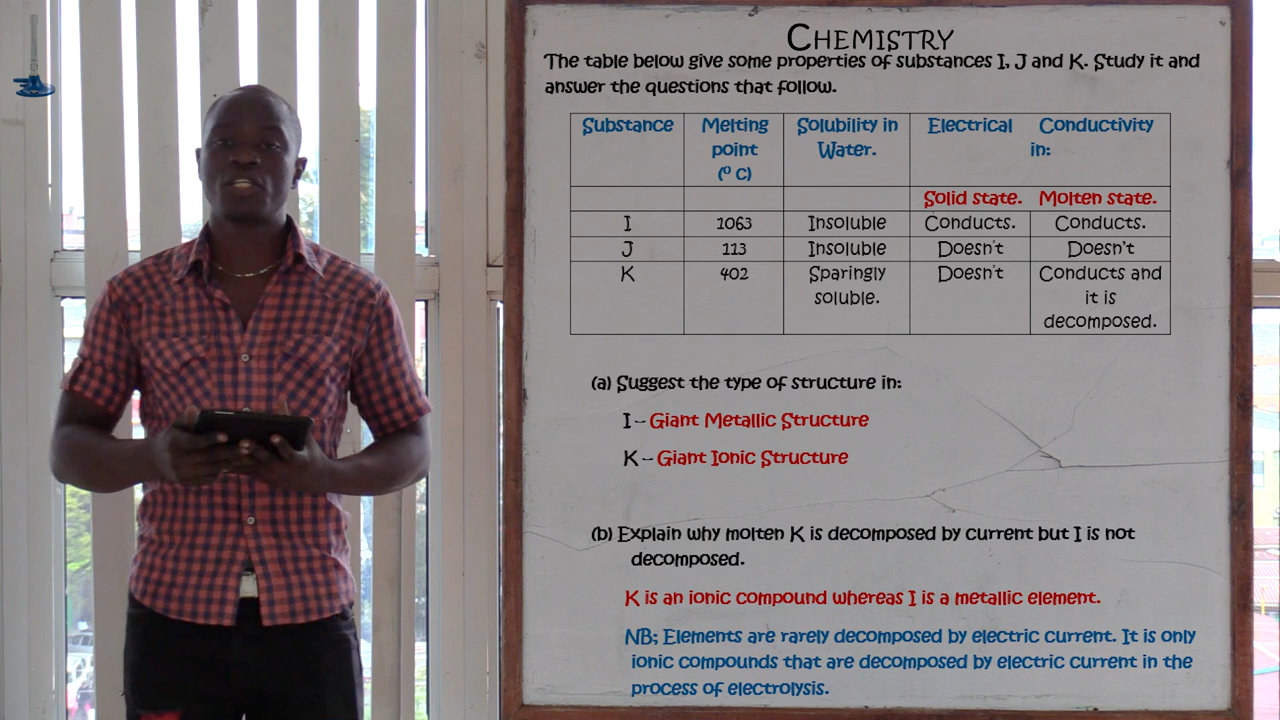 CHEMISTRY
The table below give some properties of substances I, J and K. Study it and
answer the questions that follow.
Substance Melting point (⁰ C) Solubility in Water. Electrical Conductivity in:
Solid state. Molten state.
I 1063 Insoluble Conducts. Conducts.
J 113 Insoluble Doesn't Doesn't
K 402 Sparingly soluble. Doesn't Conducts and it is decomposed.
(a) Suggest the type of structure in:
I – Giant Metallic Structure
K – Giant Ionic Structure
(b) Explain why molten K is decomposed by current but I is not
decomposed.
K is an ionic compound whereas I is a metallic element.
NB; Elements are rarely decomposed by electric current. It is only
ionic compounds that are decomposed by electric current in the
process of electrolysis.